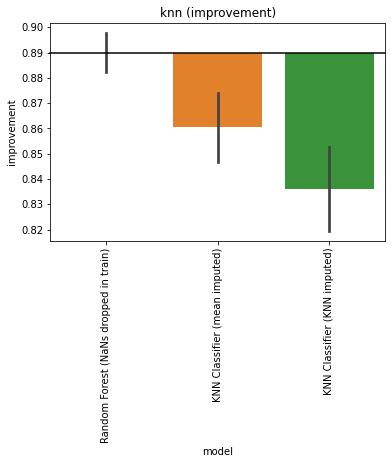 knn (improvement)
0.90
0.89
0.88
0.87
0.86
0.85
0.84
0.83
0.82
improvement
Random Forest (NaNs dropped in train)
KNN Classifier (mean imputed)
KNN Classifier (KNN imputed)
model